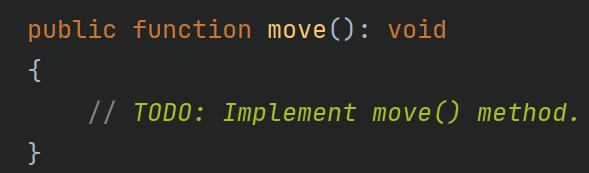 public function move(): void
{
    // TODO: Implement move() method.
}